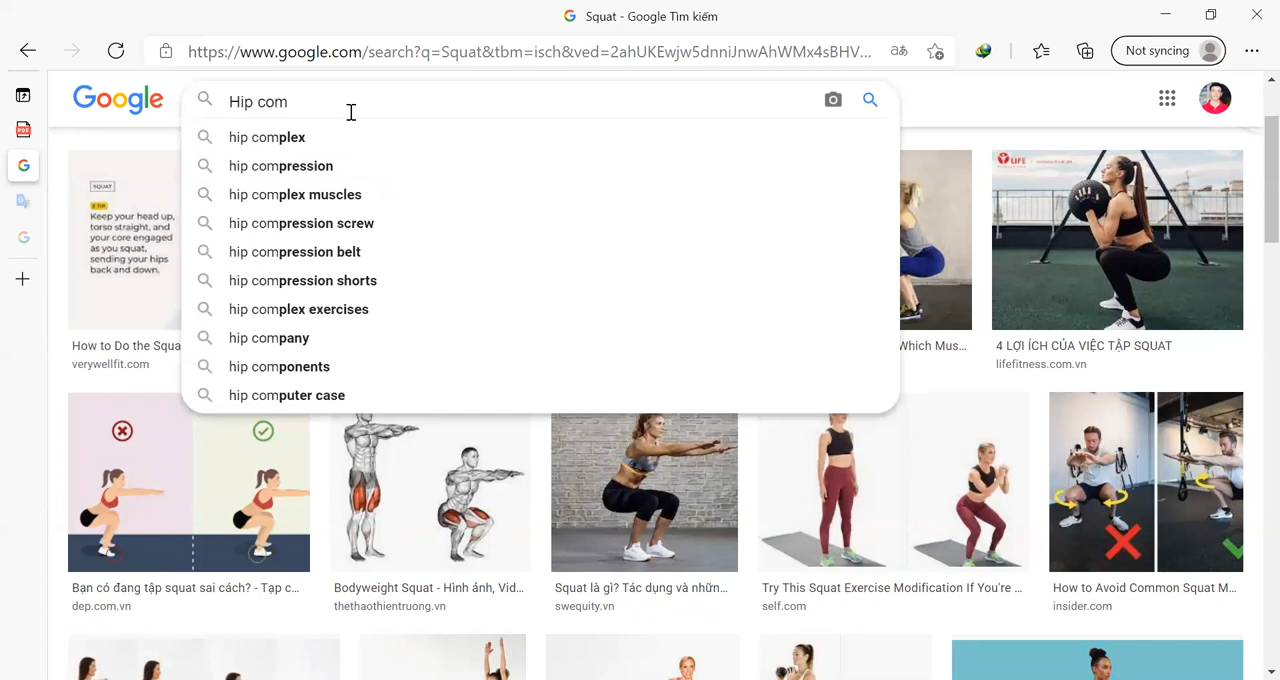 Squat - Google Tìm kiếm
https://www.google.com/search?q=Squat&tbm=isch&ved=2ahUKEwjw5dnniJnwAhWMx4sBHV...
aあ
Not syncing
Google
Hip com
hip complex
hip compression
hip complex muscles
hip compression screw
hip compression belt
hip compression shorts
hip complex exercises
hip company
hip components
hip computer case
PDF
SQUAT
TIP
Keep your head up,
torso straight, and
your core engaged
as you squat,
sending your hips
back and down.
LIFE
How to Do the Squa
verywellfit.com
Which Mus...
4 LỢI ÍCH CỦA VIỆC TẬP SQUAT
lifefitness.com.vn
Bạn có đang tập squat sai cách? - Tạp c...
dep.com.vn
Bodyweight Squat - Hình ảnh, Vid...
thethaothientruong.vn
Squat là gì? Tác dụng và nhữn...
swequity.vn
Try This Squat Exercise Modification If You're ...
self.com
How to Avoid Common Squat M...
insider.com